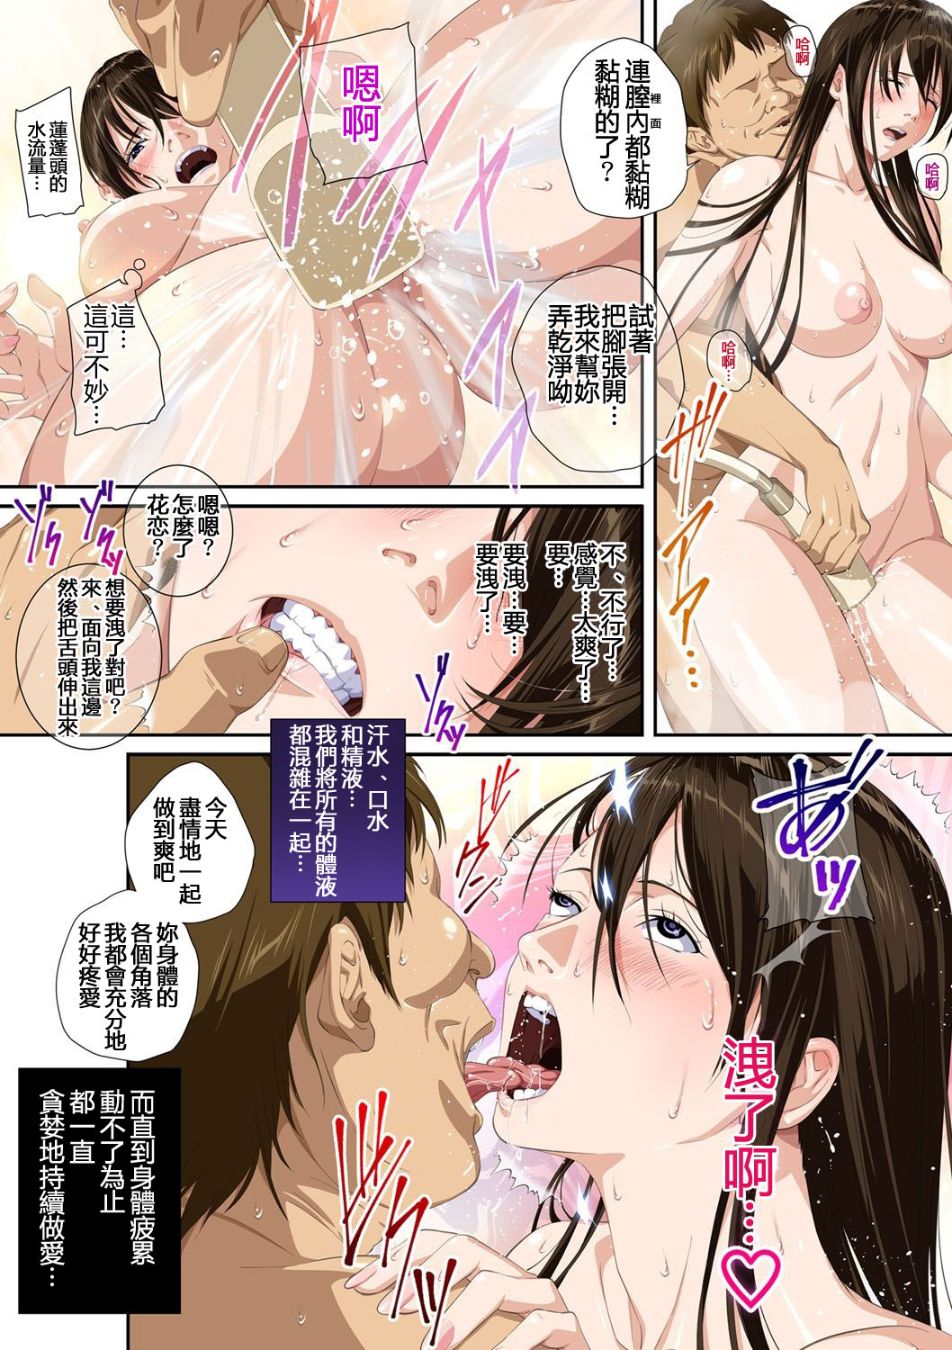 哈啊
哈啊
哈啊…
連膣內都黏糊
裡面
黏糊的了?
試著
把腳張開…
我來幫妳
弄乾淨呦
嗯啊
蓮蓬頭的
水流量…
這…
這可不妙…
不、不行了…
感覺…太爽了…
要…
要洩…要…
要洩了…
嗯嗯?
怎麼了
花恋?
想要洩了對吧?
來、面向我這邊
然後把舌頭伸出來
ゾクッ
ゾクッ
ゾクッ
汗水、口水
和精液…
我們將所有的體液
都混雜在一起…
洩了啊…♡
今天
盡情地一起
做到爽吧
妳身體的
各個角落
我都會充分地
好好疼愛
而直到身體疲累
動不了為止
都一直
貪婪地持續做愛…